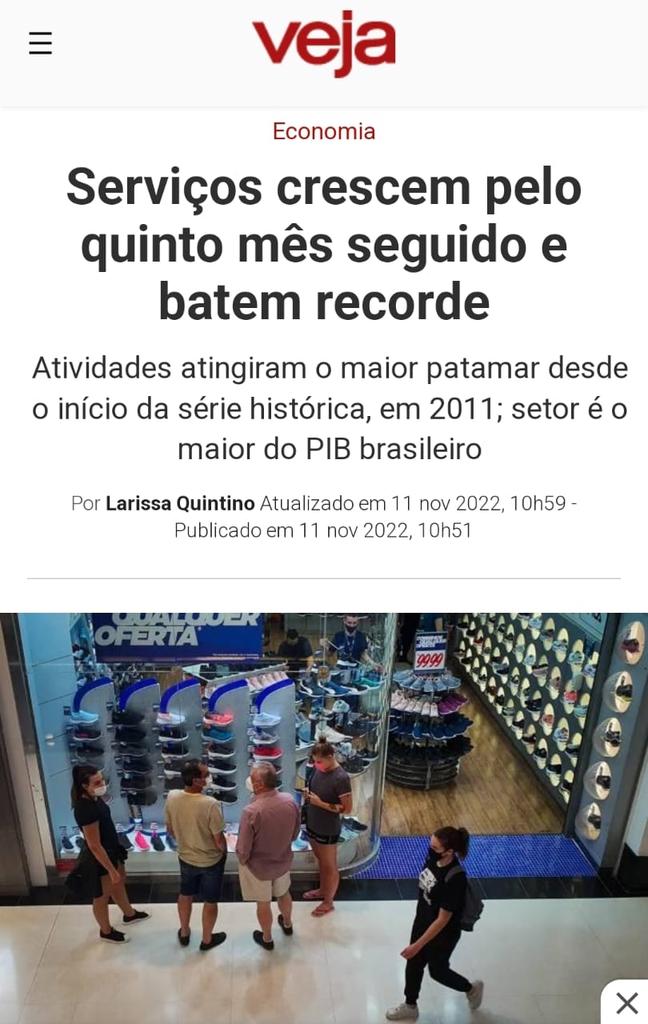 veja
Economia
Serviços crescem pelo
quinto mês seguido e
batem recorde
Atividades atingiram o maior patamar desde
o início da série histórica, em 2011; setor é o
maior do PIB brasileiro
Por Larissa Quintino Atualizado em 11 nov 2022, 10h59 -
Publicado em 11 nov 2022, 10h51
QUALQUER
OFERTA
9999